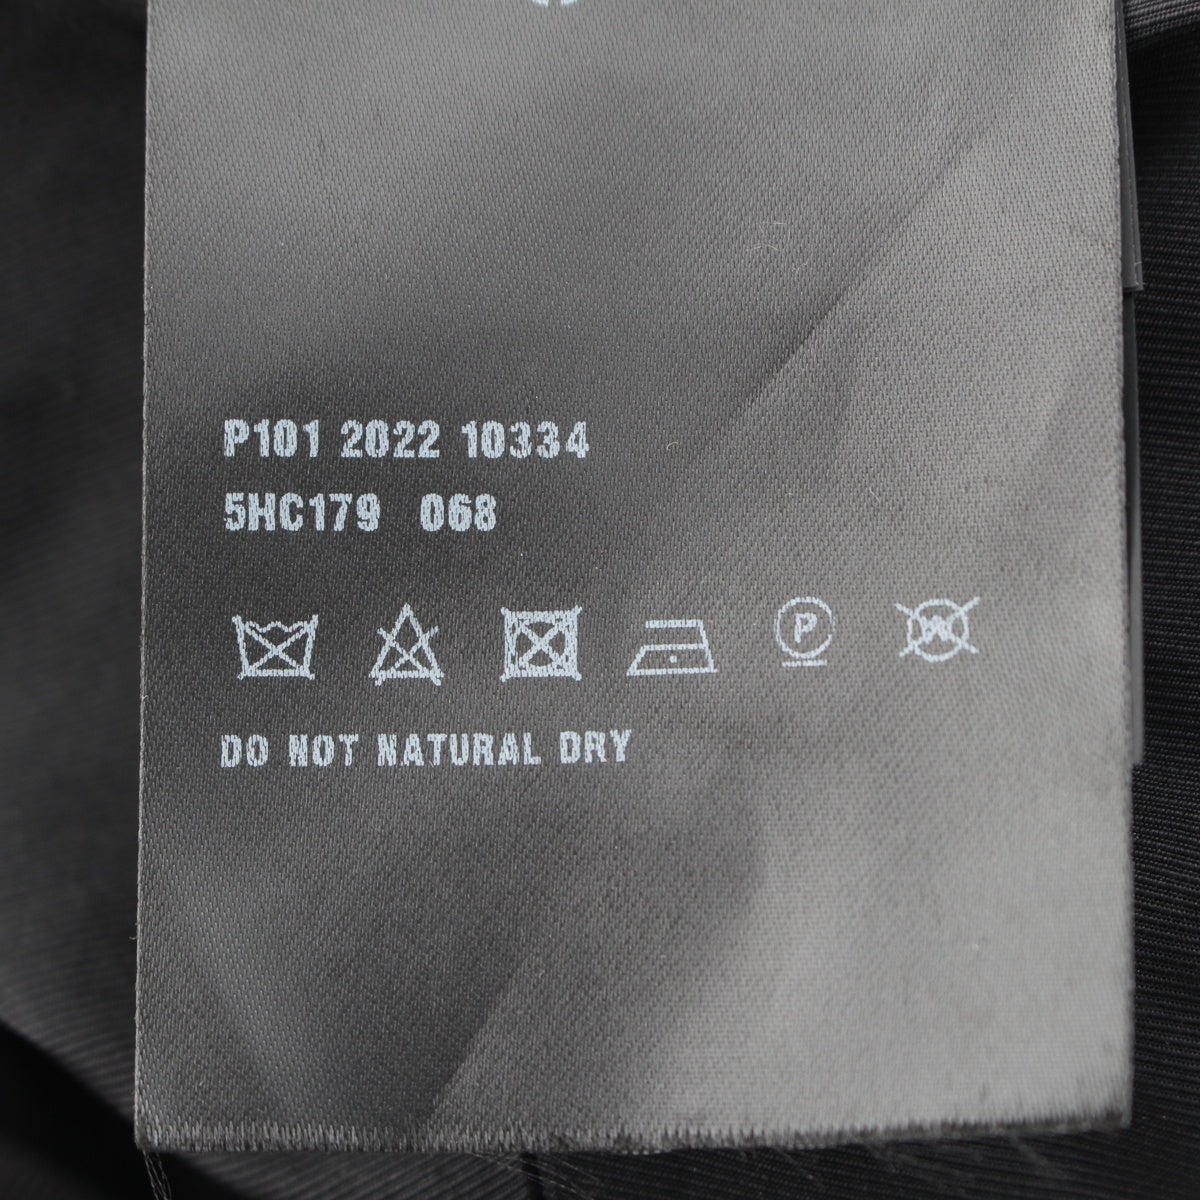 P101 2022 10334
5HC179 068
P W
DO NOT NATURAL DRY